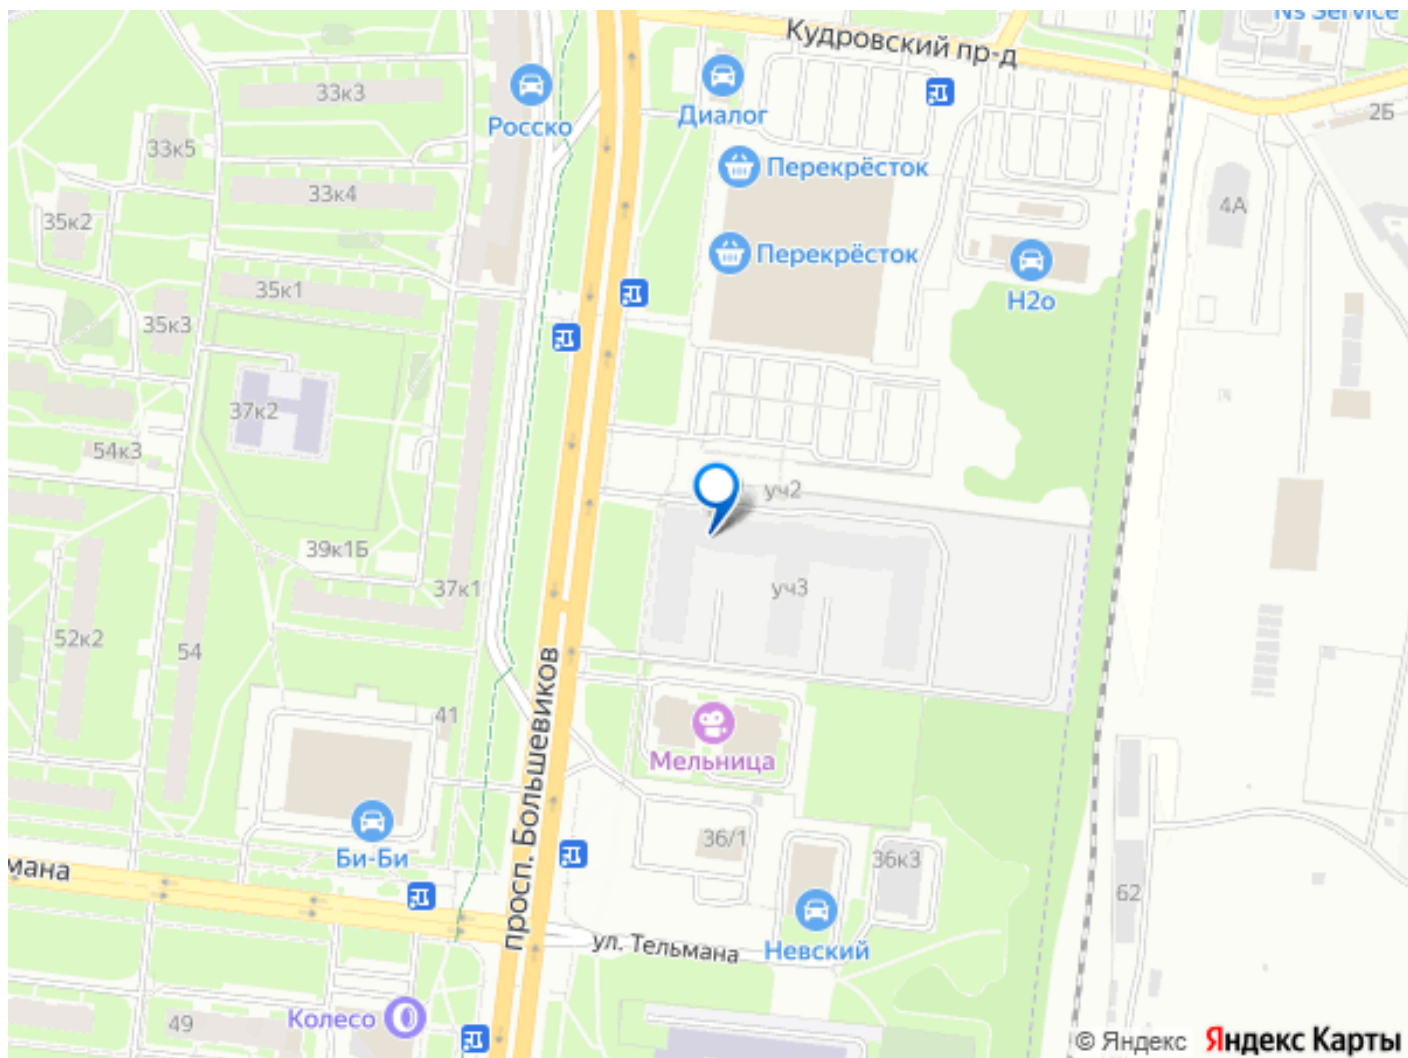 Ns Service
Кудровский пр-д
33к3
Росско
Диалог
2Б
33к5
Перекрёсток
33к4
4А
35к2
Перекрёсток
35к1
Н2о
35к3
37к2
54к3
уч2
39к1Б
37к1
уч3
52к2
54
просп. Большевиков
41
Мельница
36/1
Би-Би
36к3
мана
62
ул. Тельмана
Невский
Колесо
49
© Яндекс Яндекс Карты